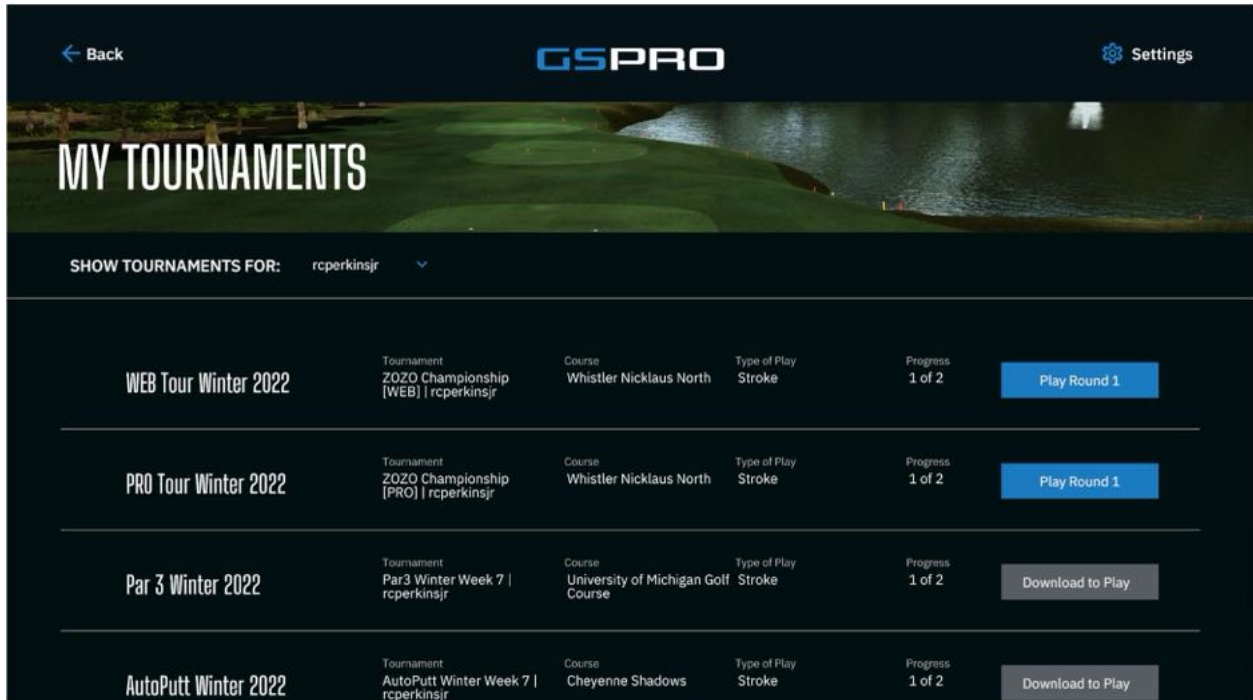 Back
GSPRO
Settings
MY TOURNAMENTS
SHOW TOURNAMENTS FOR: rcperkinsjr
WEB Tour Winter 2022
Tournament
ZOZO Championship
[WEB] | rcperkinsjr
Course
Whistler Nicklaus North
Type of Play
Stroke
Progress
1 of 2
Play Round 1
PRO Tour Winter 2022
Tournament
ZOZO Championship
[PRO] | rcperkinsjr
Course
Whistler Nicklaus North
Type of Play
Stroke
Progress
1 of 2
Play Round 1
Par 3 Winter 2022
Tournament
Par3 Winter Week 7 |
rcperkinsjr
Course
University of Michigan Golf
Course
Type of Play
Stroke
Progress
1 of 2
Download to Play
AutoPutt Winter 2022
Tournament
AutoPutt Winter Week 7 |
rcperkinsjr
Course
Cheyenne Shadows
Type of Play
Stroke
Progress
1 of 2
Download to Play